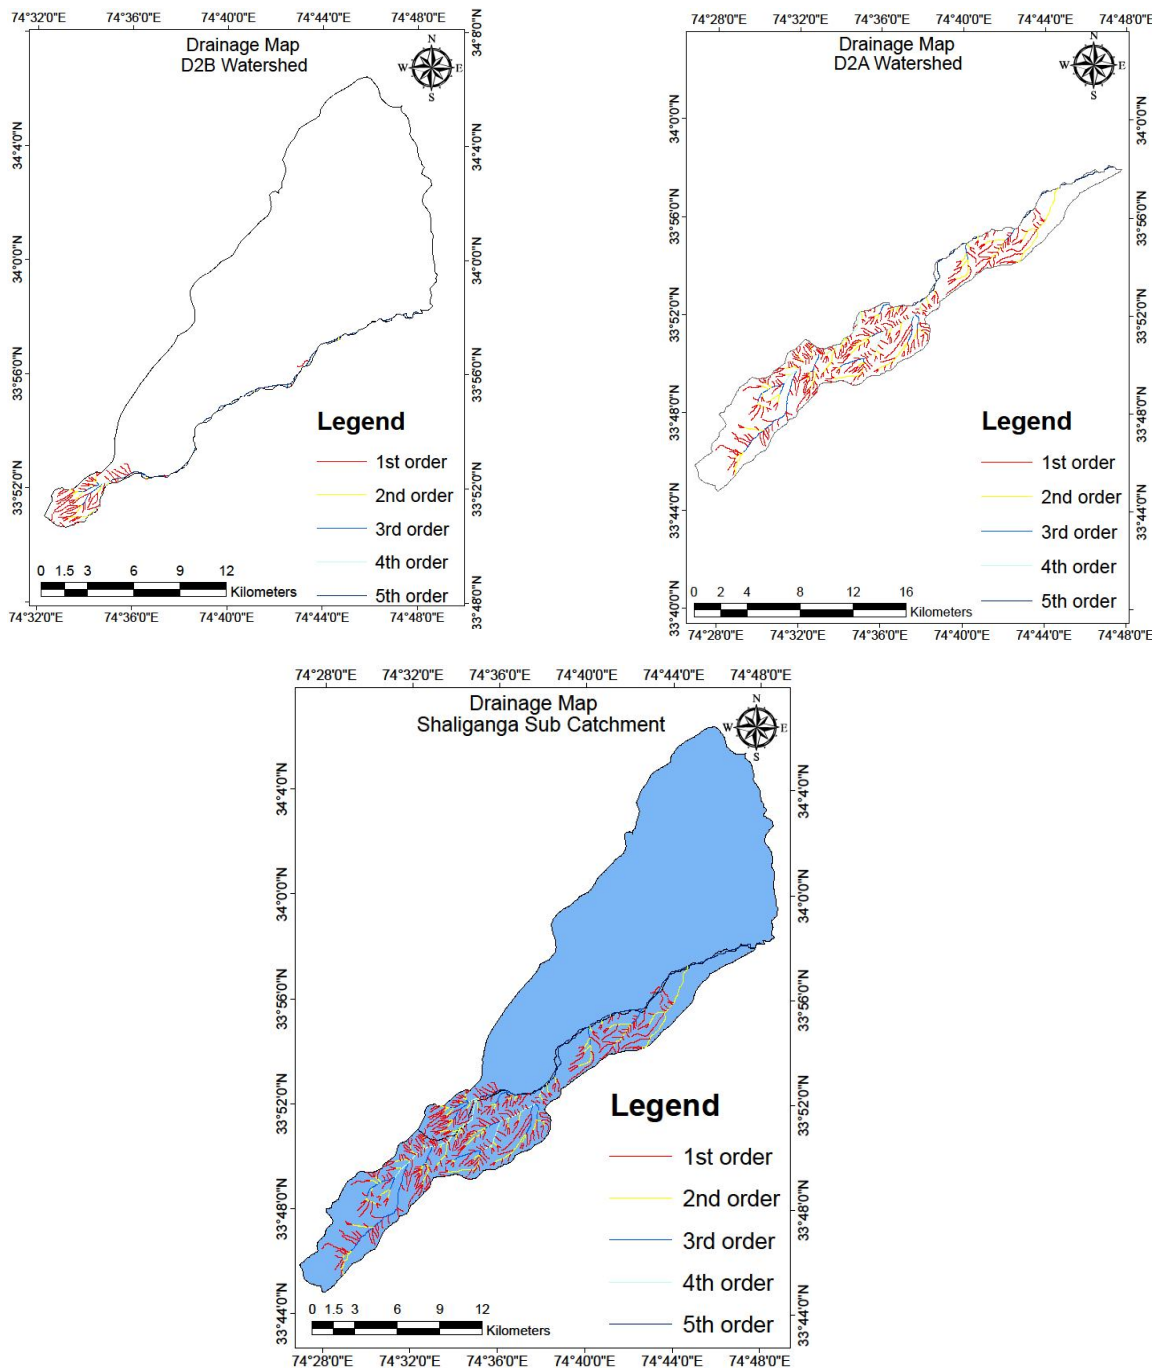 74°32'0"E 74°36'0"E 74°40'0"E 74°44'0"E 74°48'0"E
Drainage Map
D2B Watershed
N
W E
S
34°8'0"N
34°4'0"N 34°4'0"N
34°0'0"N 34°0'0"N
33°56'0"N 33°56'0"N
33°52'0"N 33°52'0"N
33°48'0"N
Legend
1st order
2nd order
3rd order
4th order
5th order
0 1.5 3 6 9 12
Kilometers
74°32'0"E 74°36'0"E 74°40'0"E 74°44'0"E 74°48'0"E
74°28'0"E 74°32'0"E 74°36'0"E 74°40'0"E 74°44'0"E 74°48'0"E
Drainage Map
D2A Watershed
N
W E
S
34°0'0"N 34°0'0"N
33°56'0"N 33°56'0"N
33°52'0"N 33°52'0"N
33°48'0"N 33°48'0"N
33°44'0"N 33°44'0"N
33°40'0"N
Legend
1st order
2nd order
3rd order
4th order
5th order
0 2 4 8 12 16
Kilometers
74°28'0"E 74°32'0"E 74°36'0"E 74°40'0"E 74°44'0"E 74°48'0"E
74°28'0"E 74°32'0"E 74°36'0"E 74°40'0"E 74°44'0"E 74°48'0"E
Drainage Map
Shaliganga Sub Catchment
N
W E
S
34°4'0"N 34°4'0"N
34°0'0"N 34°0'0"N
33°56'0"N 33°56'0"N
33°52'0"N 33°52'0"N
33°48'0"N 33°48'0"N
33°44'0"N 33°44'0"N
Legend
1st order
2nd order
3rd order
4th order
5th order
0 1.5 3 6 9 12
Kilometers
74°28'0"E 74°32'0"E 74°36'0"E 74°40'0"E 74°44'0"E 74°48'0"E